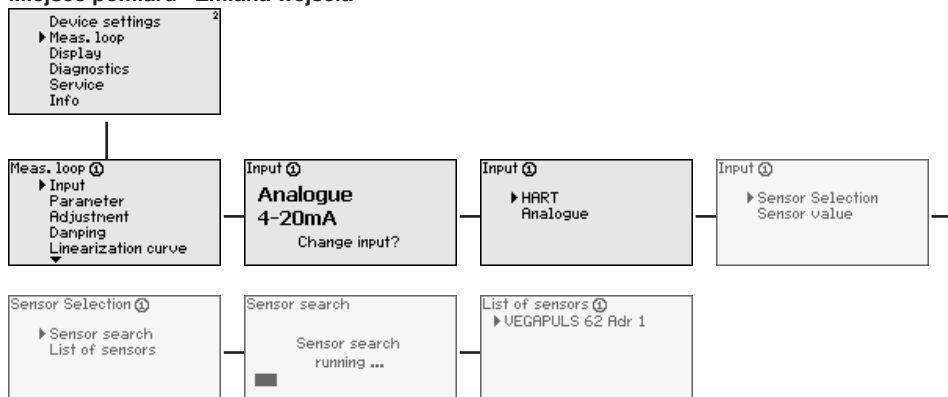 Miejsce pomiaru - Zmiana wejścia
Device settings 2
Meas. loop
Display
Diagnostics
Service
Info
Meas. loop ①
Input
Parameter
Adjustment
Damping
Linearization curve
Input ①
Analogue
4-20mA
Change input?
Input ①
HART
Analogue
Input ①
Sensor Selection
Sensor value
Sensor Selection ①
Sensor search
List of sensors
Sensor search
Sensor search
running ...
List of sensors ①
VEGAPULS 62 Adr 1